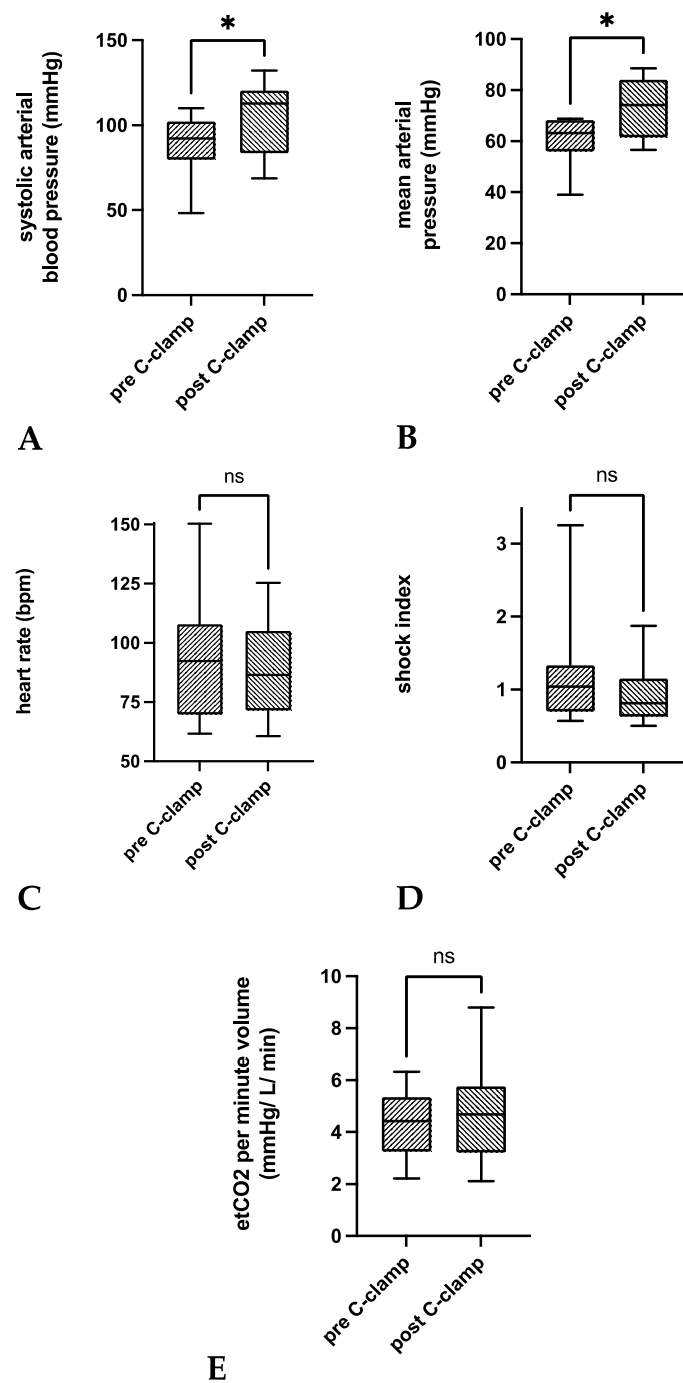 *
150
100
50
0
systolic arterial
blood pressure (mmHg)
pre C-clamp
post C-clamp
A
*
100
80
60
40
20
0
mean arterial
pressure (mmHg)
pre C-clamp
post C-clamp
B
ns
150
125
100
75
50
heart rate (bpm)
pre C-clamp
post C-clamp
C
ns
3
2
1
0
shock index
pre C-clamp
post C-clamp
D
ns
10
8
6
4
2
0
etCO2 per minute volume
(mmHg/ L/ min)
pre C-clamp
post C-clamp
E